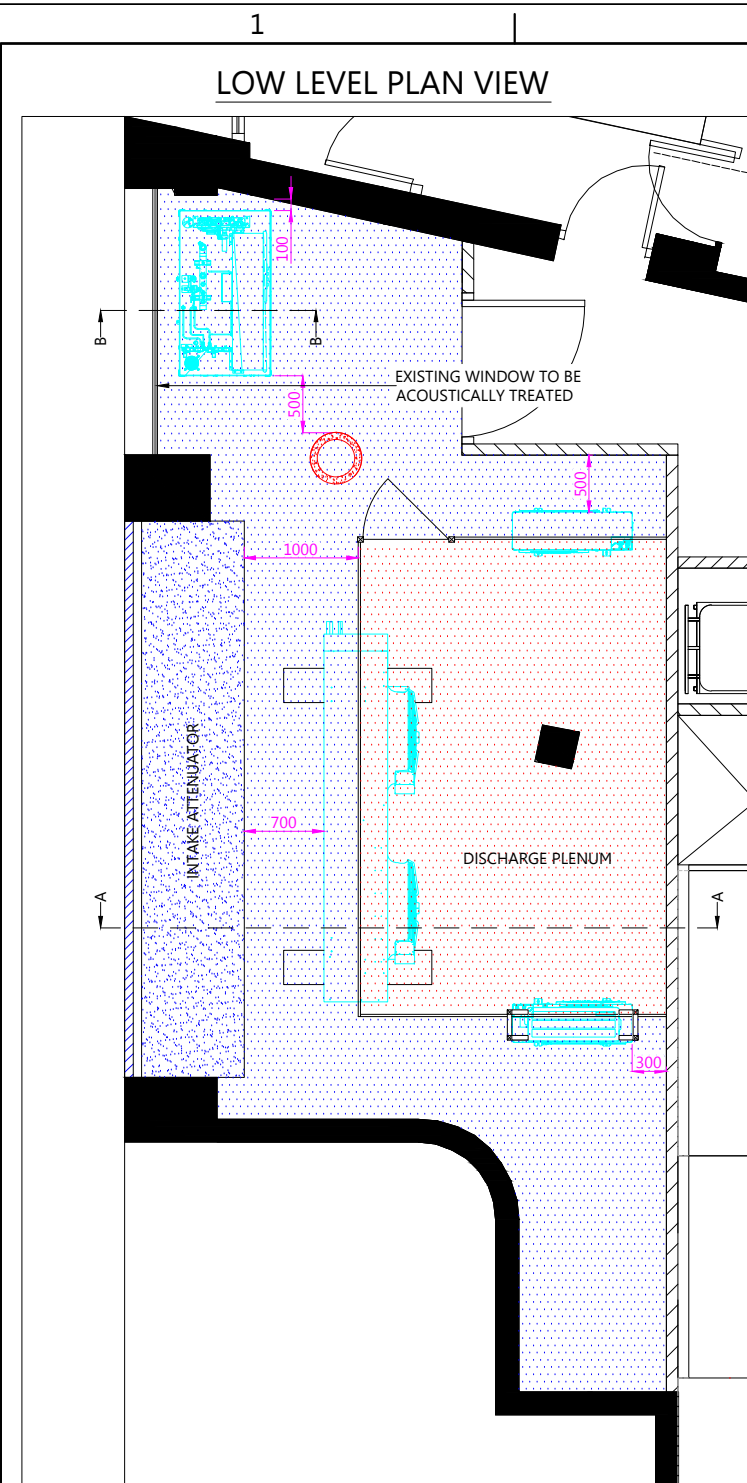 1
LOW LEVEL PLAN VIEW
100
B
B
EXISTING WINDOW TO BE
ACOUSTICALLY TREATED
500
500
1000
INTAKE ATTENUATOR
700
DISCHARGE PLENUM
A
A
300